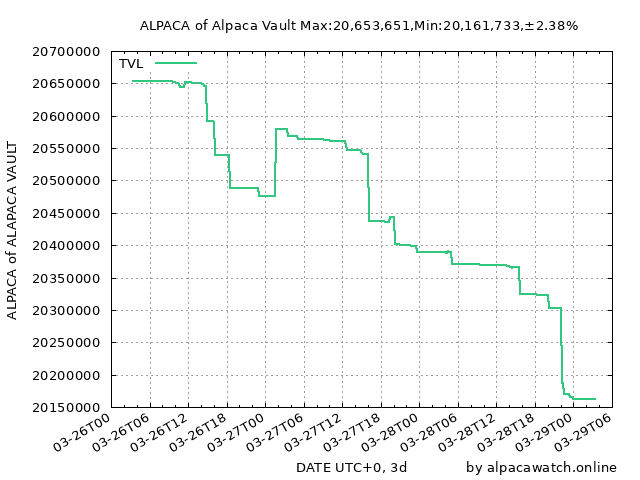 ALPACA of Alpaca Vault Max:20,653,651,Min:20,161,733,±2.38%
TVL
ALPACA of ALAPACA VAULT
20700000
20650000
20600000
20550000
20500000
20450000
20400000
20350000
20300000
20250000
20200000
20150000
03-26T00
03-26T06
03-26T12
03-26T18
03-27T00
03-27T06
03-27T12
03-27T18
03-28T00
03-28T06
03-28T12
03-28T18
03-29T00
03-29T06
DATE UTC+0, 3d
by alpacawatch.online